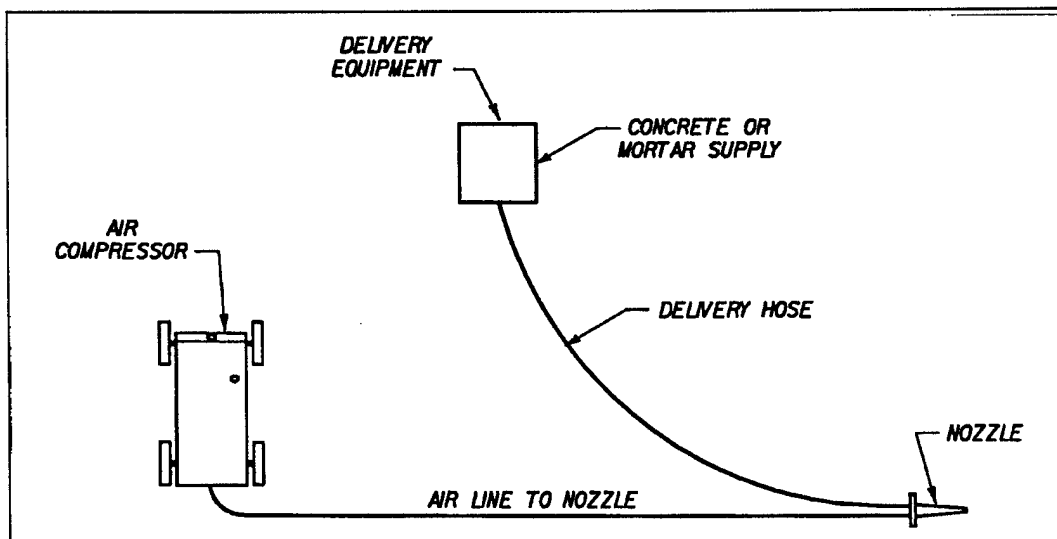 DELIVERY
EQUIPMENT
CONCRETE OR
MORTAR SUPPLY
AIR
COMPRESSOR
DELIVERY HOSE
NOZZLE
AIR LINE TO NOZZLE